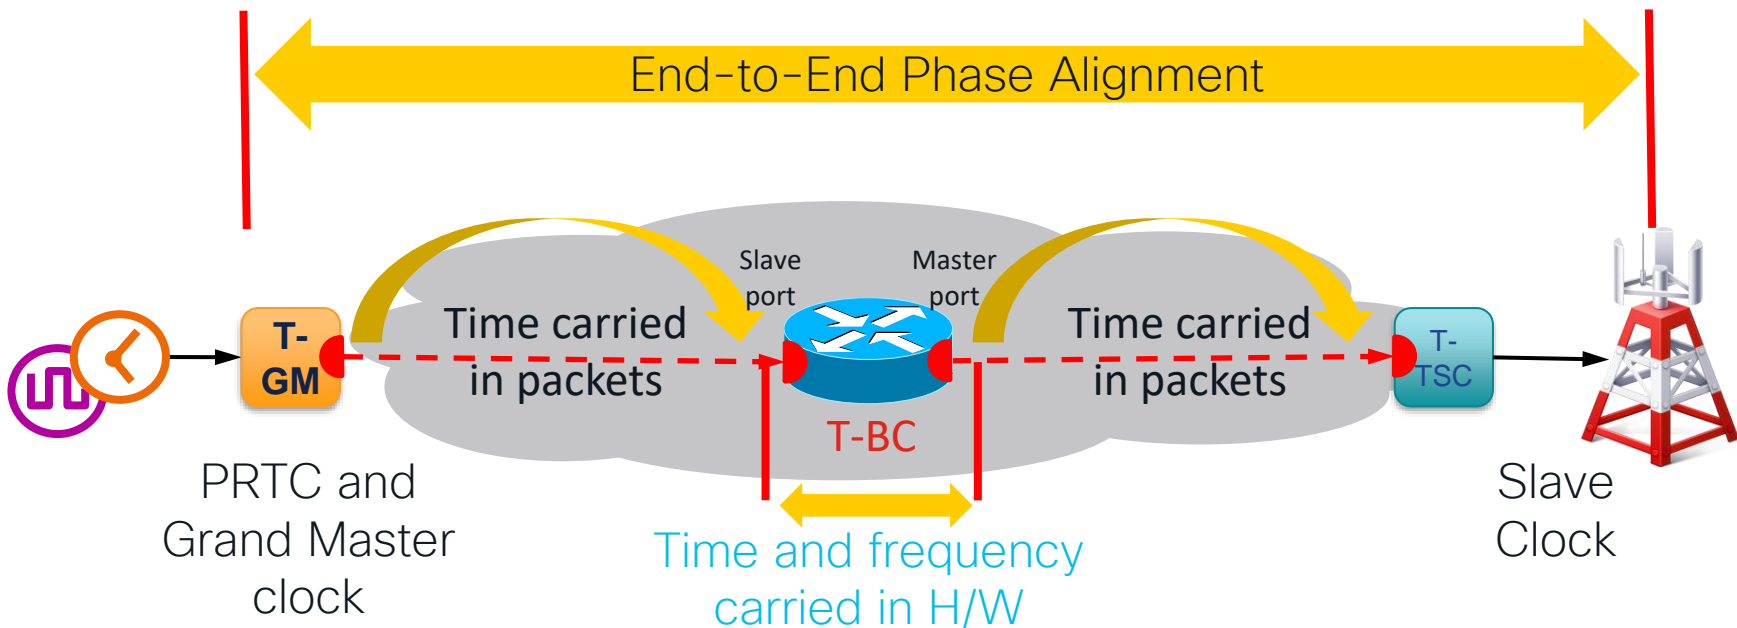 End-to-End Phase Alignment
Slave
port
Master
port
T-
GM
Time carried
in packets
Time carried
in packets
T-
TSC
T-BC
PRTC and
Grand Master
clock
Time and frequency
carried in H/W
Slave
Clock